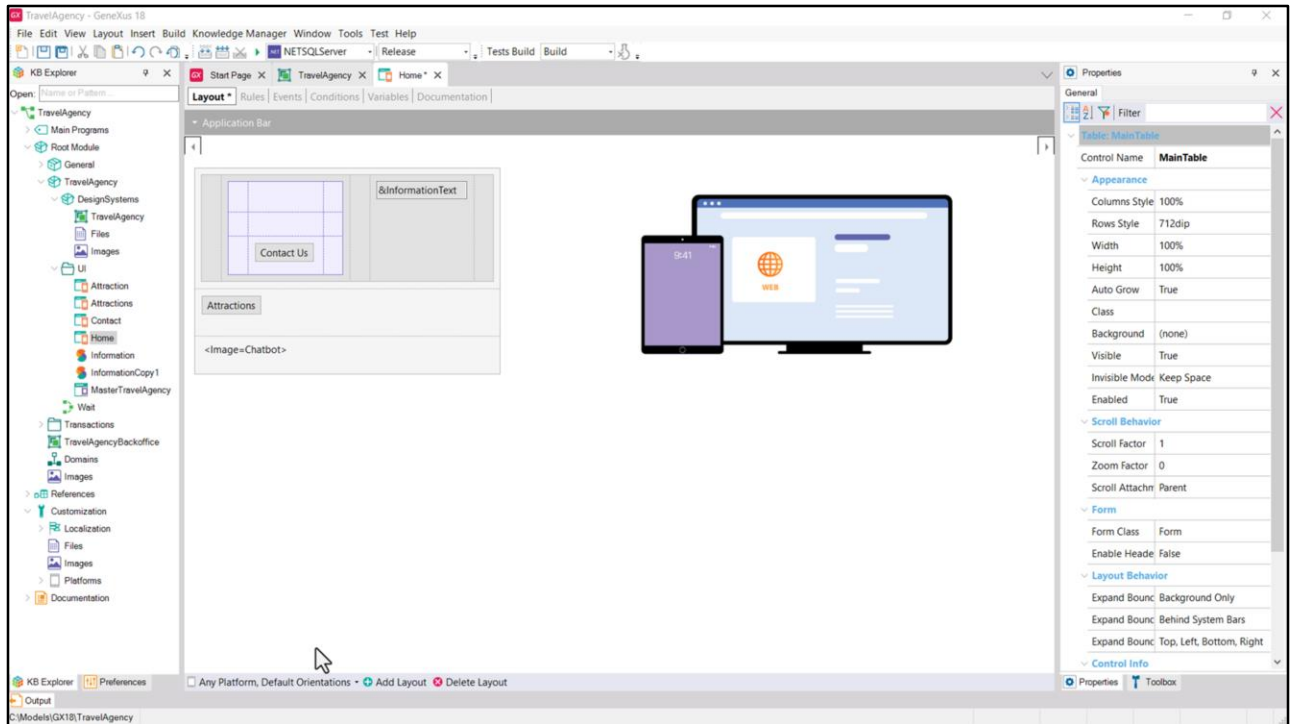 TravelAgency - GeneXus 18
File Edit View Layout Insert Build Knowledge Manager Window Tools Test Help
NETSQLServer Release Tests Build Build
KB Explorer
Open: Name or Pattern...
TravelAgency
Main Programs
Root Module
General
TravelAgency
DesignSystems
TravelAgency
Files
Images
UI
Attraction
Attractions
Contact
Home
Information
InformationCopy1
MasterTravelAgency
Wait
Transactions
TravelAgencyBackoffice
Domains
Images
References
Customization
Localization
Files
Images
Platforms
Documentation
KB Explorer Preferences
Start Page TravelAgency Home*
Layout * Rules Events Conditions Variables Documentation
Application Bar
&InformationText
Contact Us
Attractions
<Image=Chatbot>
9:41
WEB
Any Platform, Default Orientations Add Layout Delete Layout
Properties
General
Filter
Table: MainTable
Control Name MainTable
Appearance
Columns Style 100%
Rows Style 712dip
Width 100%
Height 100%
Auto Grow True
Class
Background (none)
Visible True
Invisible Mode Keep Space
Enabled True
Scroll Behavior
Scroll Factor 1
Zoom Factor 0
Scroll Attachm Parent
Form
Form Class Form
Enable Heade False
Layout Behavior
Expand Bounc Background Only
Expand Bounc Behind System Bars
Expand Bounc Top, Left, Bottom, Right
Control Info
Properties Toolbox
Output
C:\Models\GX18\TravelAgency